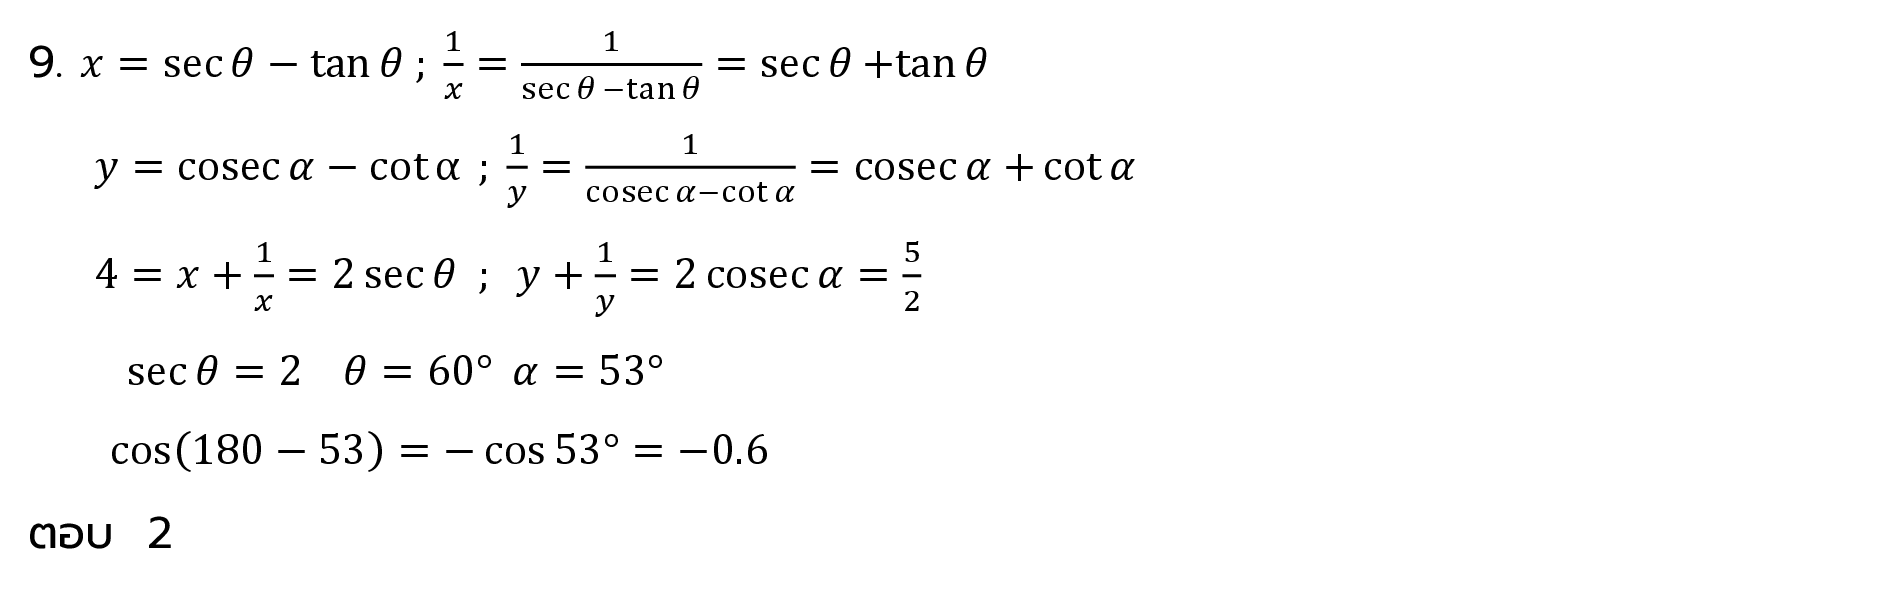 9. x = sec θ − tan θ ; 1/x = 1/(sec θ −tan θ) = sec θ +tan θ
y = cosec α − cot α ; 1/y = 1/(cosec α−cot α) = cosec α + cot α
4 = x + 1/x = 2 sec θ ; y + 1/y = 2 cosec α = 5/2
sec θ = 2 θ = 60° α = 53°
cos(180 − 53) = − cos 53° = −0.6
ตอบ 2